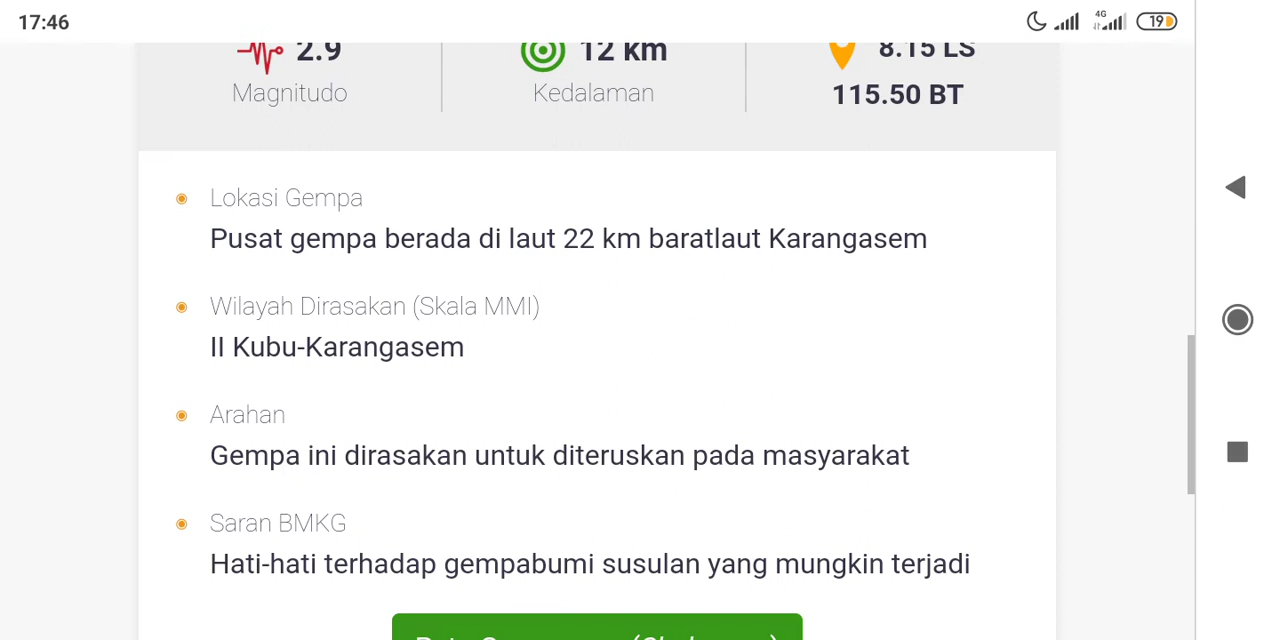 17:46
4G
19
2.9
12 km
8.15 LS
Magnitudo
Kedalaman
115.50 BT
Lokasi Gempa
Pusat gempa berada di laut 22 km baratlaut Karangasem
Wilayah Dirasakan (Skala MMI)
II Kubu-Karangasem
Arahan
Gempa ini dirasakan untuk diteruskan pada masyarakat
Saran BMKG
Hati-hati terhadap gempabumi susulan yang mungkin terjadi